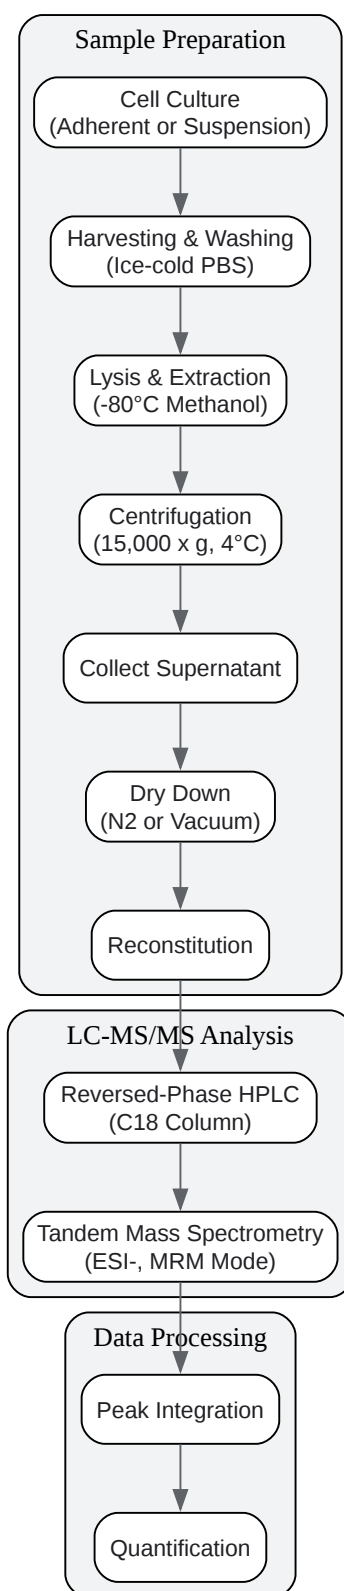 Sample Preparation
Cell Culture
(Adherent or Suspension)
Harvesting & Washing
(Ice-cold PBS)
Lysis & Extraction
(-80°C Methanol)
Centrifugation
(15,000 x g, 4°C)
Collect Supernatant
Dry Down
(N2 or Vacuum)
Reconstitution
LC-MS/MS Analysis
Reversed-Phase HPLC
(C18 Column)
Tandem Mass Spectrometry
(ESI-, MRM Mode)
Data Processing
Peak Integration
Quantification